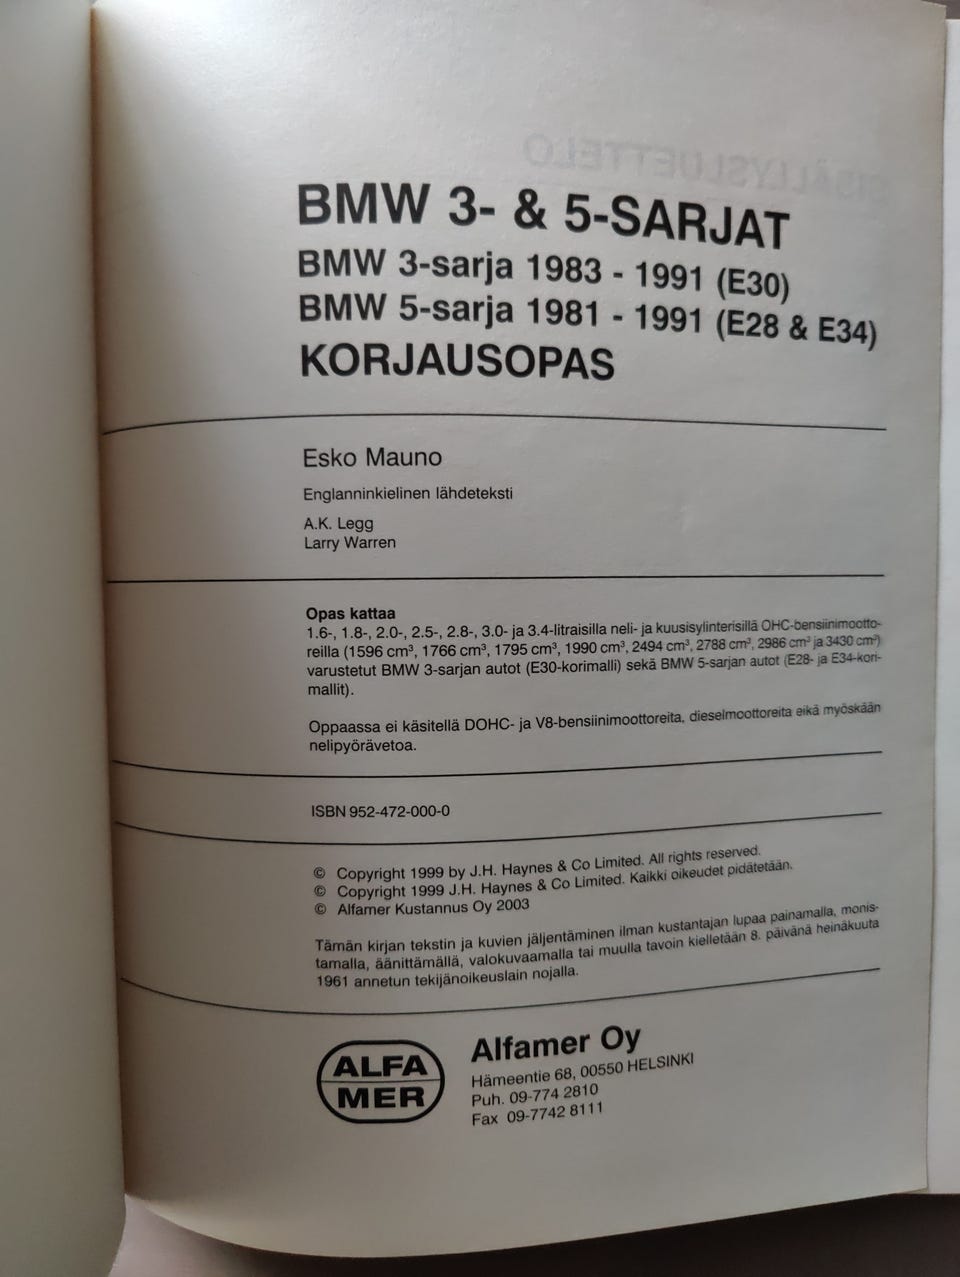 BMW 3- & 5-SARJAT
BMW 3-sarja 1983 - 1991 (E30)
BMW 5-sarja 1981 - 1991 (E28 & E34)
KORJAUSOPAS
Esko Mauno
Englanninkielinen lähdeteksti
A.K. Legg
Larry Warren
Opas kattaa
1.6-, 1.8-, 2.0-, 2.5-, 2.8-, 3.0- ja 3.4-litraisilla neli- ja kuusisylinterisillä OHC-bensiinimootto-
reilla (1596 cm³, 1766 cm³, 1795 cm³, 1990 cm³, 2494 cm³, 2788 cm³, 2986 cm³ ja 3430 cm³)
varustetut BMW 3-sarjan autot (E30-korimalli) sekä BMW 5-sarjan autot (E28- ja E34-kori-
mallit).
Oppaassa ei käsitellä DOHC- ja V8-bensiinimoottoreita, dieselmoottoreita eikä myöskään
nelipyörävetoa.
ISBN 952-472-000-0
© Copyright 1999 by J.H. Haynes & Co Limited. All rights reserved.
© Copyright 1999 J.H. Haynes & Co Limited. Kaikki oikeudet pidätetään.
© Alfamer Kustannus Oy 2003
Tämän kirjan tekstin ja kuvien jäljentäminen ilman kustantajan lupaa painamalla, monis-
tamalla, äänittämällä, valokuvaamalla tai muulla tavoin kielletään 8. päivänä heinäkuuta
1961 annetun tekijänoikeuslain nojalla.
ALFA
MER
Alfamer Oy
Hämeentie 68, 00550 HELSINKI
Puh. 09-774 2810
Fax 09-7742 8111